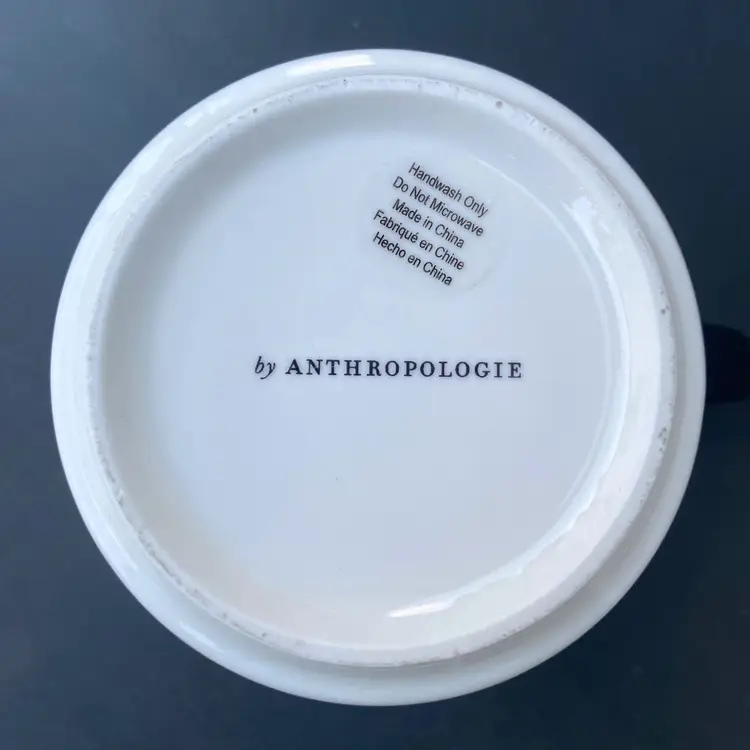 Handwash Only
Do Not Microwave
Made in China
Fabriqué en Chine
Hecho en China
by ANTHROPOLOGIE